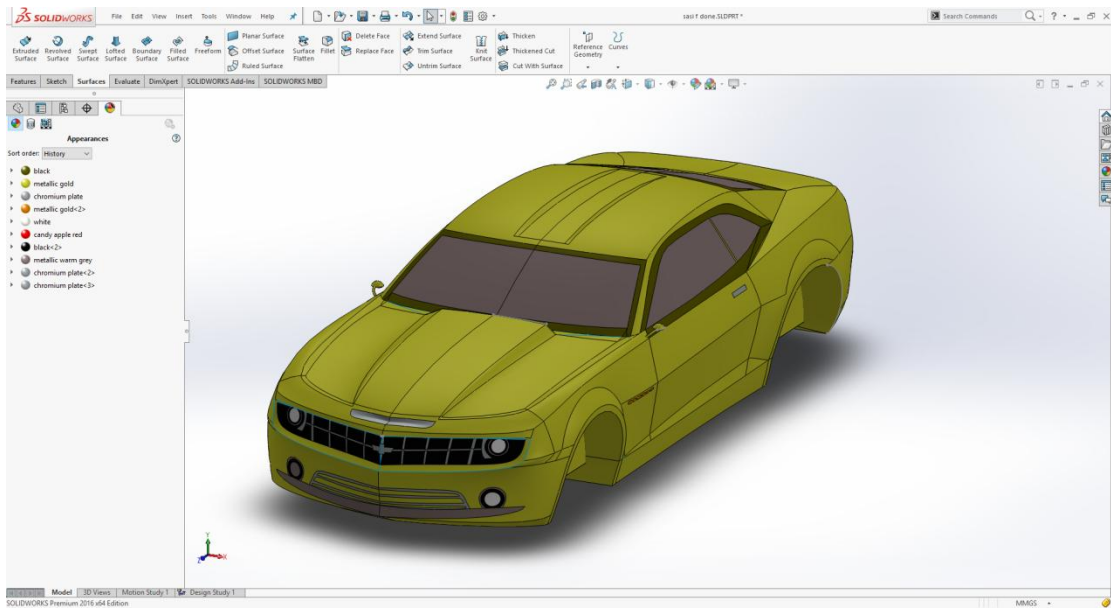 SOLIDWORKS File Edit View Insert Tools Window Help sasi f done.SLDPRT * Search Commands
Extruded Surface
Revolved Surface
Swept Surface
Lofted Surface
Boundary Surface
Filled Surface
Freeform
Planar Surface
Offset Surface
Ruled Surface
Surface Flatten
Fillet
Delete Face
Replace Face
Extend Surface
Trim Surface
Untrim Surface
Knit Surface
Thicken
Thickened Cut
Cut With Surface
Reference Geometry
Curves
Features Sketch Surfaces Evaluate DimXpert SOLIDWORKS Add-Ins SOLIDWORKS MBD
Appearances
Sort order: History
black
metallic gold
chromium plate
metallic gold<2>
white
candy apple red
black<2>
metallic warm grey
chromium plate<2>
chromium plate<3>
Y
X
Z
Model 3D Views Motion Study 1 Design Study 1
SOLIDWORKS Premium 2016 x64 Edition MMGS